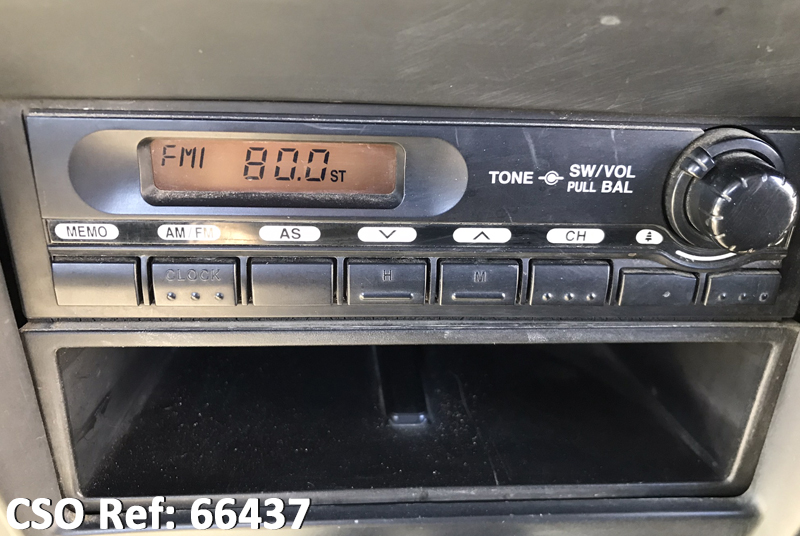 FM1 80.0 ST
TONE SW/VOL
PULL BAL
MEMO AM/FM AS CH
CLOCK H M
CSO Ref: 66437